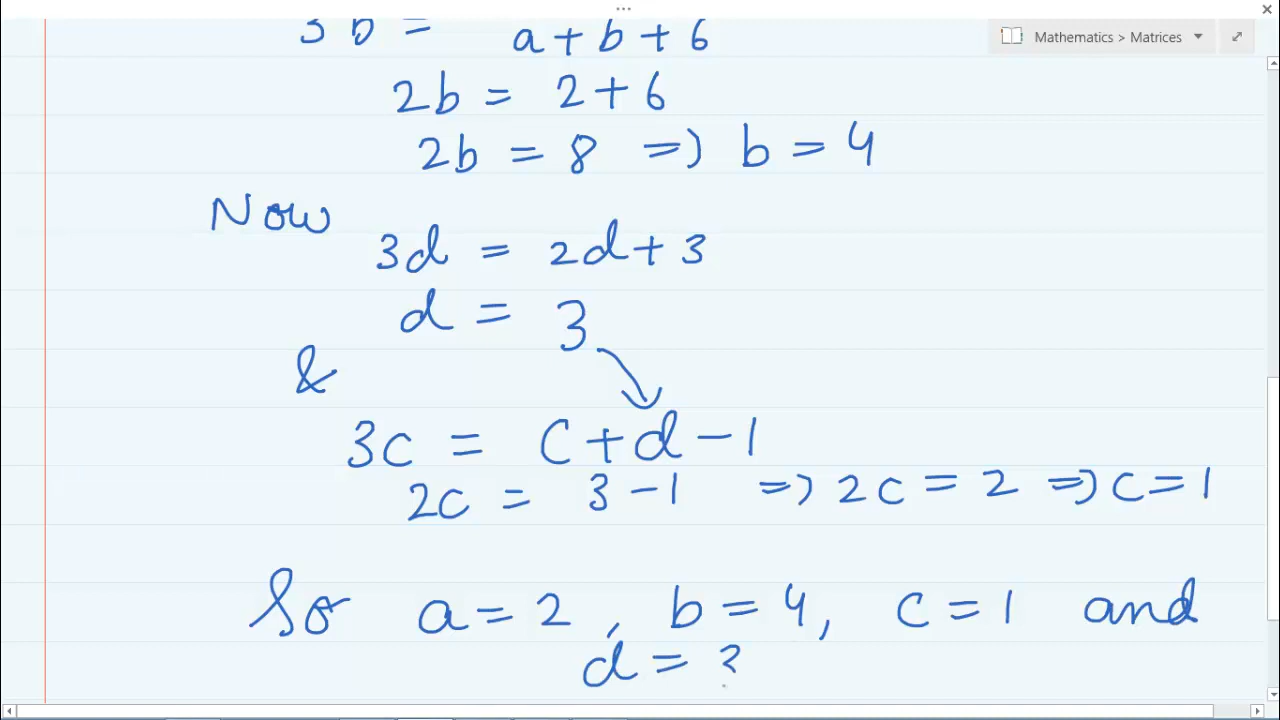 Mathematics > Matrices
3b = a+b+6
2b = 2+6
2b = 8 => b = 4
Now
3d = 2d+3
d = 3
&
3c = c+d-1
2c = 3-1 => 2c = 2 => c=1
So a=2, b=4, c=1 and
d = 3